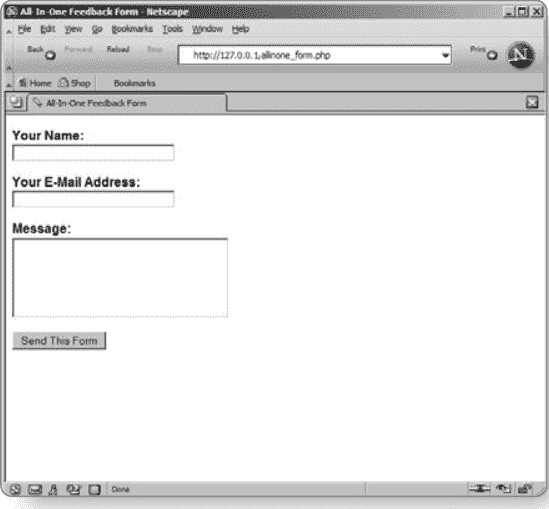 All-In-One Feedback Form - Netscape
File Edit View Go Bookmarks Tools Window Help
Back Forward Reload Stop http://127.0.0.1/allinone_form.php Print N
Home Shop Bookmarks
All-In-One Feedback Form
Your Name:
Your E-Mail Address:
Message:
Send This Form
Done